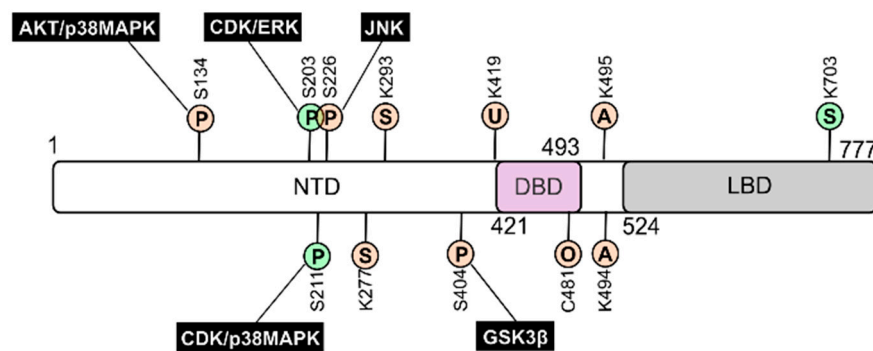 AKT/p38MAPK
CDK/ERK
JNK
S134
S203
S226
K293
K419
K495
K703
P
P
P
S
U
A
S
1
493
777
NTD
DBD
LBD
421
524
P
S
P
O
A
S211
K277
S404
C481
K494
CDK/p38MAPK
GSK3β